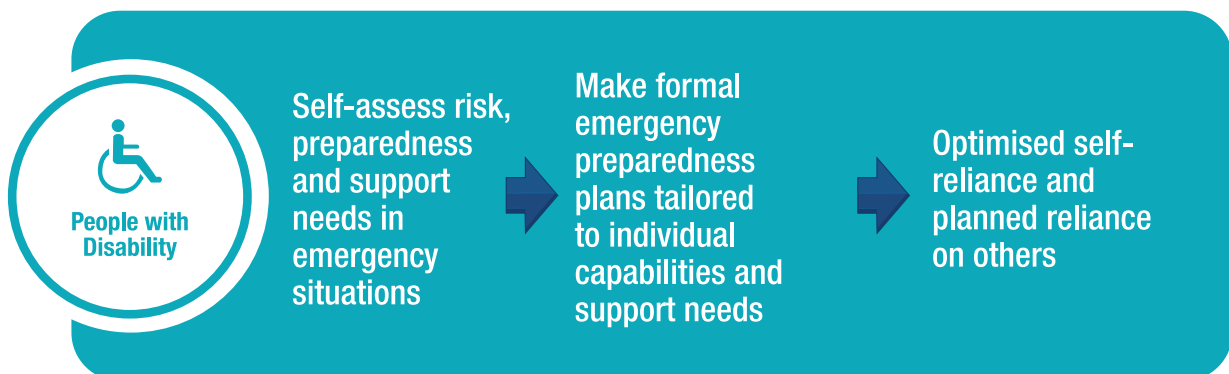 People with
Disability
Self-assess risk,
preparedness
and support
needs in
emergency
situations
Make formal
emergency
preparedness
plans tailored
to individual
capabilities and
support needs
Optimised self-
reliance and
planned reliance
on others